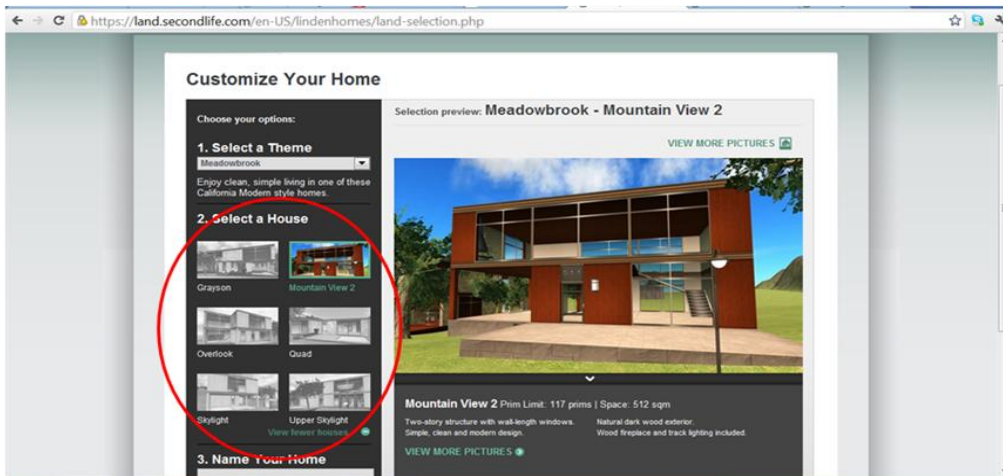 https://land.secondlife.com/en-US/lindenhomes/land-selection.php
Customize Your Home
Choose your options:
1. Select a Theme
Meadowbrook
Enjoy clean, simple living in one of these
California Modern style homes.
2. Select a House
Grayson
Mountain View 2
Overlook
Quad
Skylight
Upper Skylight
View fewer houses
3. Name Your Home
Selection preview: Meadowbrook - Mountain View 2
VIEW MORE PICTURES
Mountain View 2 Prim Limit: 117 prims | Space: 512 sqm
Two-story structure with wall-length windows.
Simple, clean and modern design.
Natural dark wood exterior.
Wood fireplace and track lighting included.
VIEW MORE PICTURES